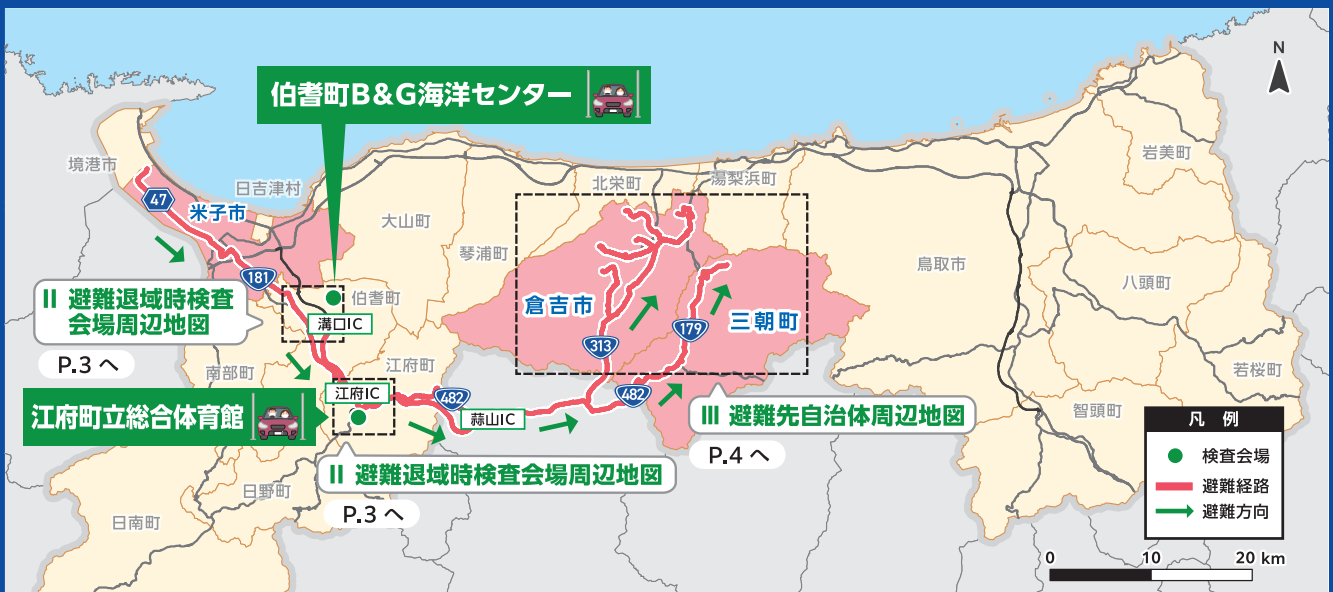 N
伯耆町B&G海洋センター
境港市
日吉津村
47
米子市
大山町
北栄町
湯梨浜町
岩美町
琴浦町
鳥取市
181
八頭町
II 避難退域時検査
会場周辺地図
P.3 へ
伯耆町
溝口IC
倉吉市
三朝町
313
179
南部町
江府町
若桜町
江府町立総合体育館
江府IC
482
蒜山IC
482
智頭町
III 避難先自治体周辺地図
P.4 へ
II 避難退域時検査会場周辺地図
P.3 へ
日野町
日南町
凡 例
検査会場
避難経路
避難方向
0 10 20 km